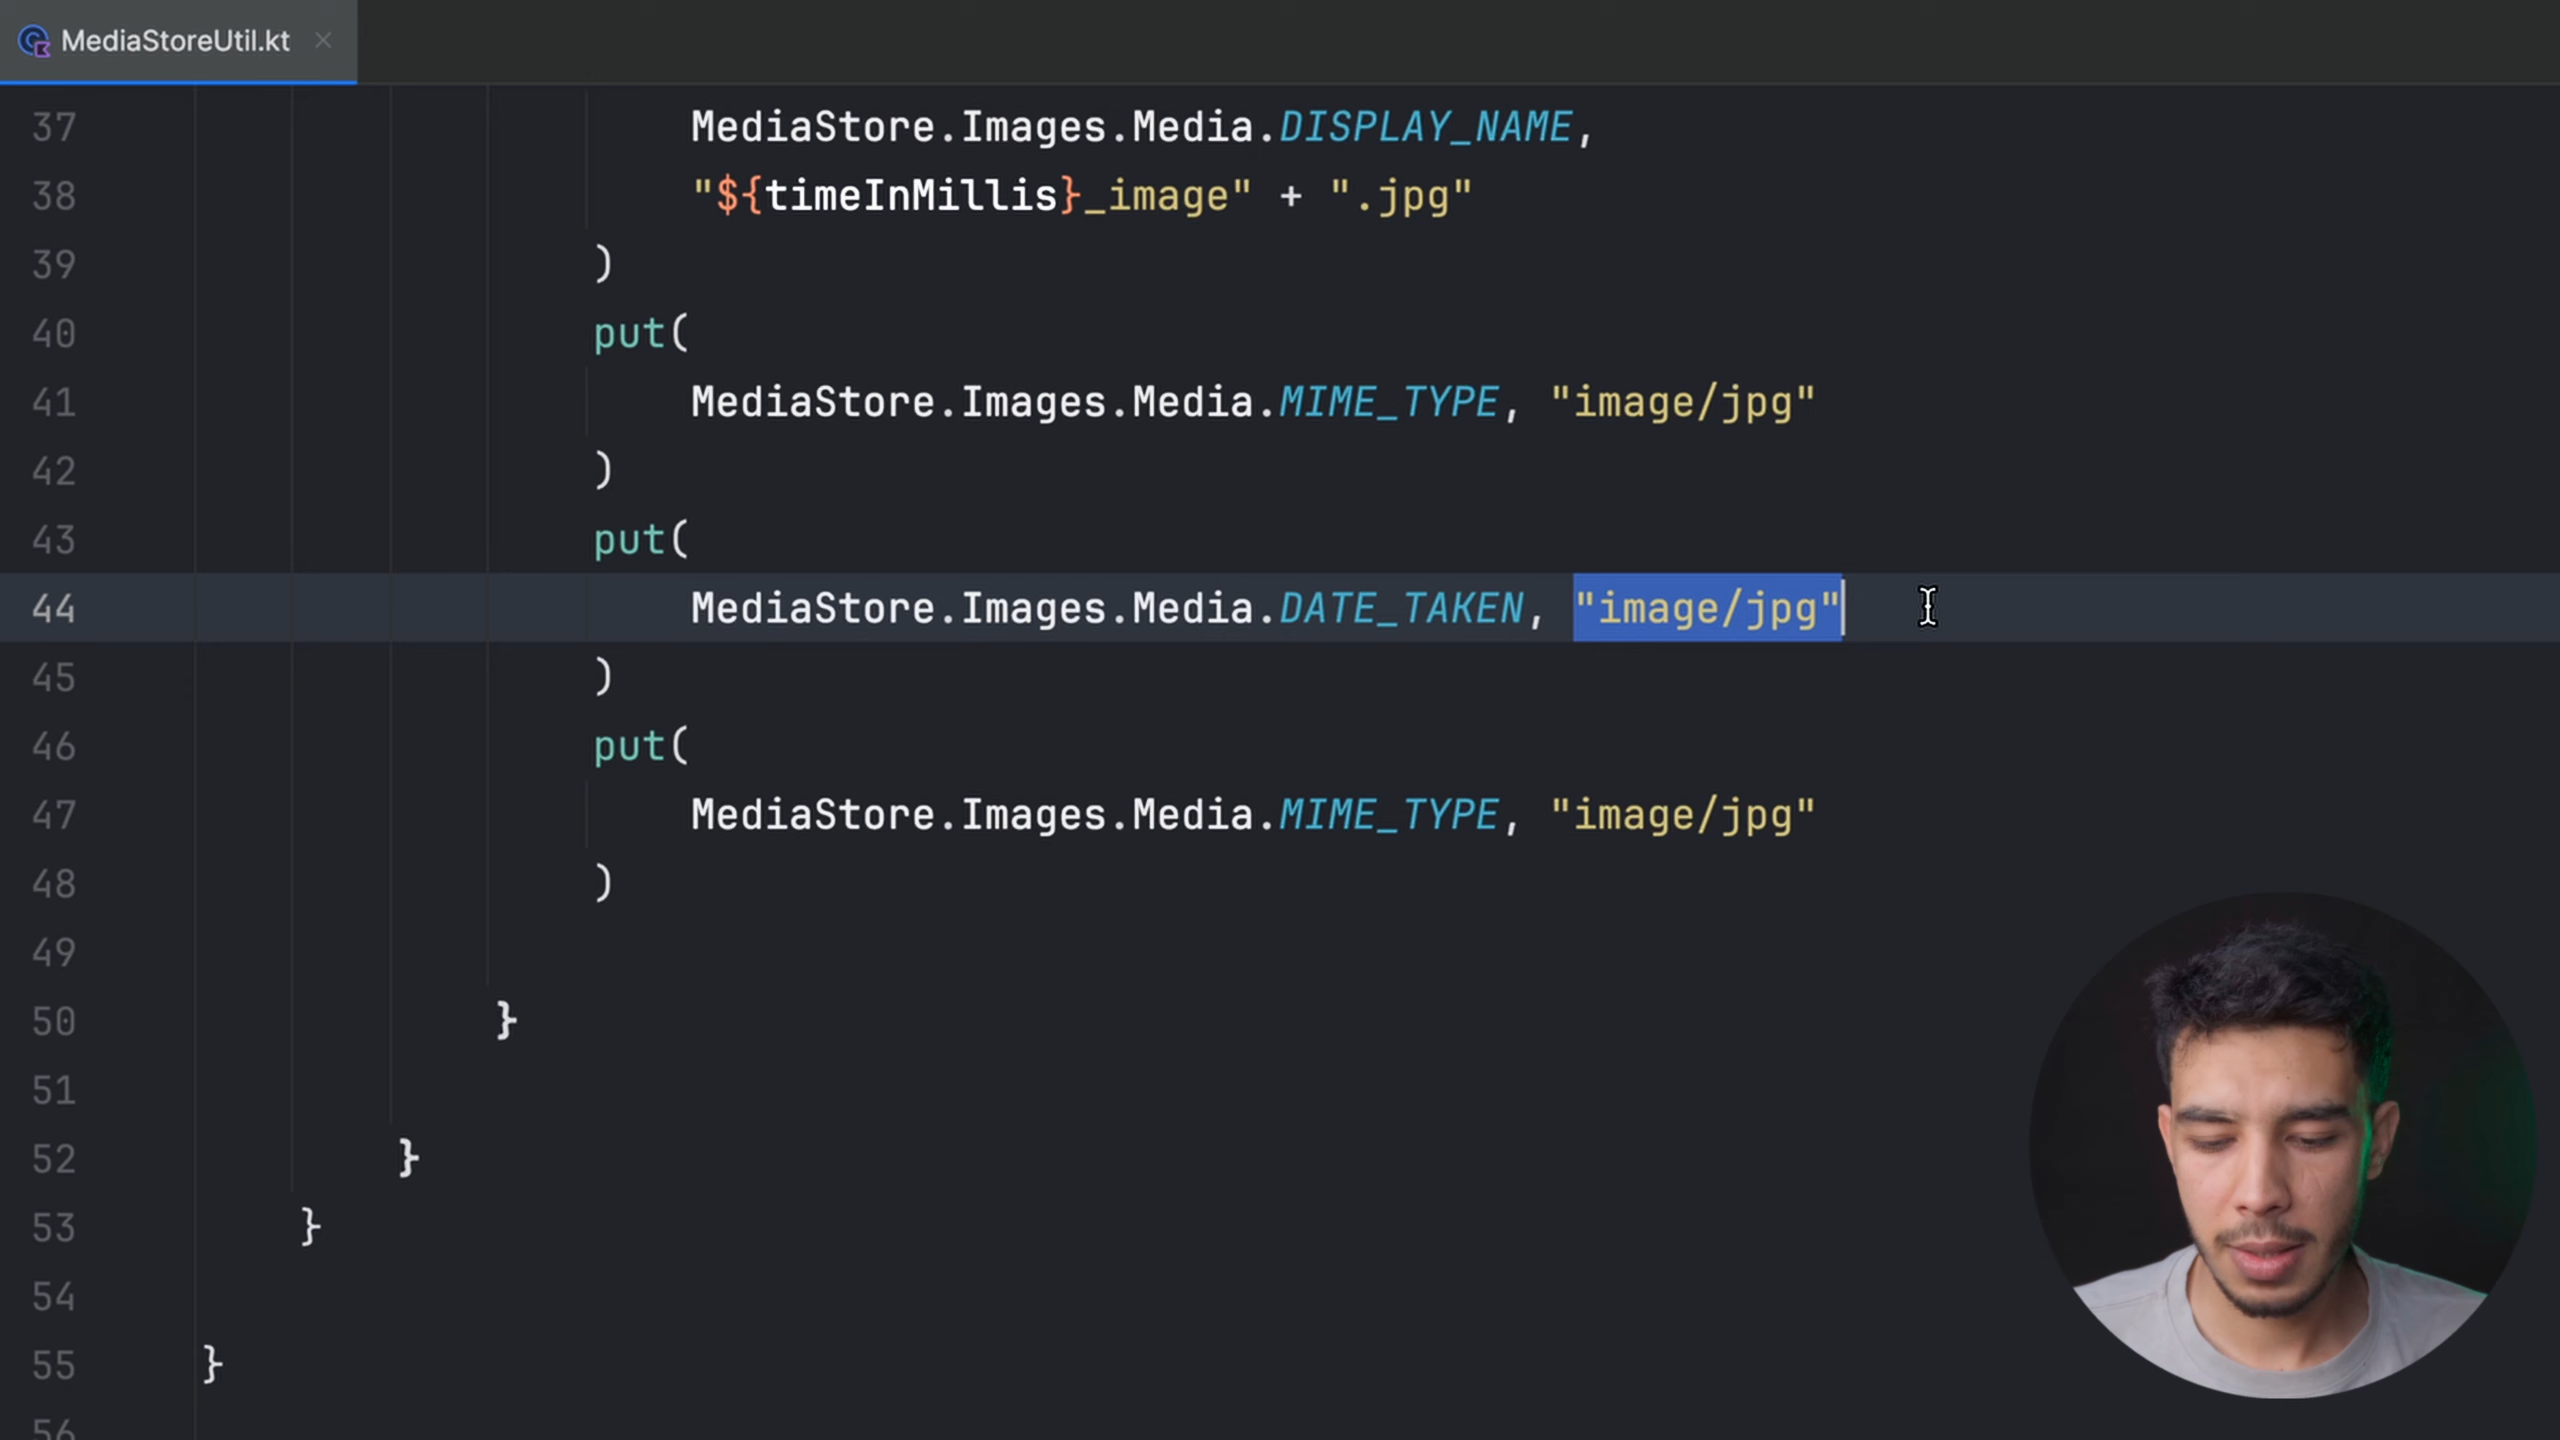 MediaStoreUtil.kt
37 MediaStore.Images.Media.DISPLAY_NAME,
38 "${timeInMillis}_image" + ".jpg"
39 )
40 put(
41 MediaStore.Images.Media.MIME_TYPE, "image/jpg"
42 )
43 put(
44 MediaStore.Images.Media.DATE_TAKEN, "image/jpg"
45 )
46 put(
47 MediaStore.Images.Media.MIME_TYPE, "image/jpg"
48 )
49
50 }
51
52 }
53 }
54
55 }
56